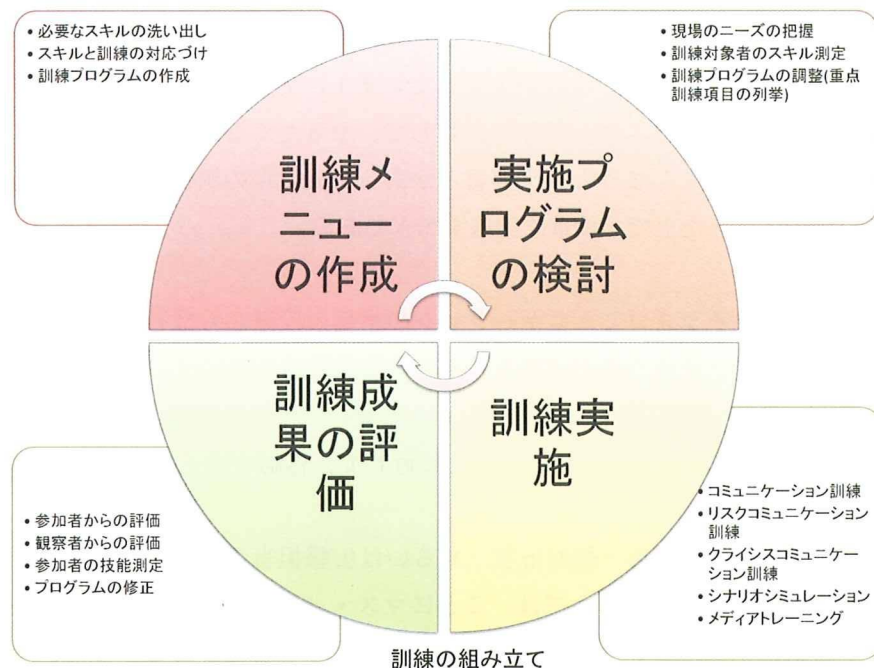 • 必要なスキルの洗い出し
• スキルと訓練の対応づけ
• 訓練プログラムの作成
• 現場のニーズの把握
• 訓練対象者のスキル測定
• 訓練プログラムの調整(重点
訓練項目の列挙)
訓練メ
ニュー
の作成
実施プ
ログラム
の検討
訓練成
果の評
価
訓練実
施
• 参加者からの評価
• 観察者からの評価
• 参加者の技能測定
• プログラムの修正
• コミュニケーション訓練
• リスクコミュニケーション
訓練
• クライシスコミュニケー
ション訓練
• シナリオシミュレーション
• メディアトレーニング
訓練の組み立て